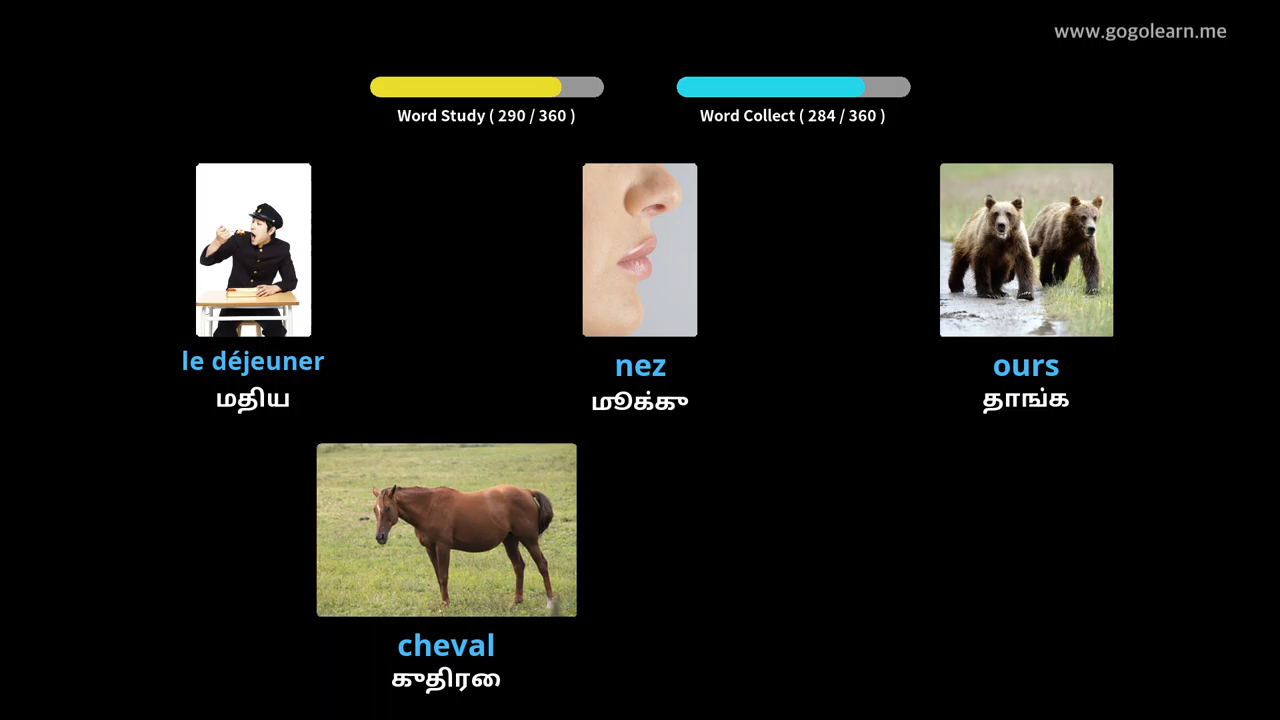 www.gogolearn.me
Word Study ( 290 / 360 )
Word Collect ( 284 / 360 )
le déjeuner
மதிய
nez
மூக்கு
ours
தாங்க
cheval
குதிரை